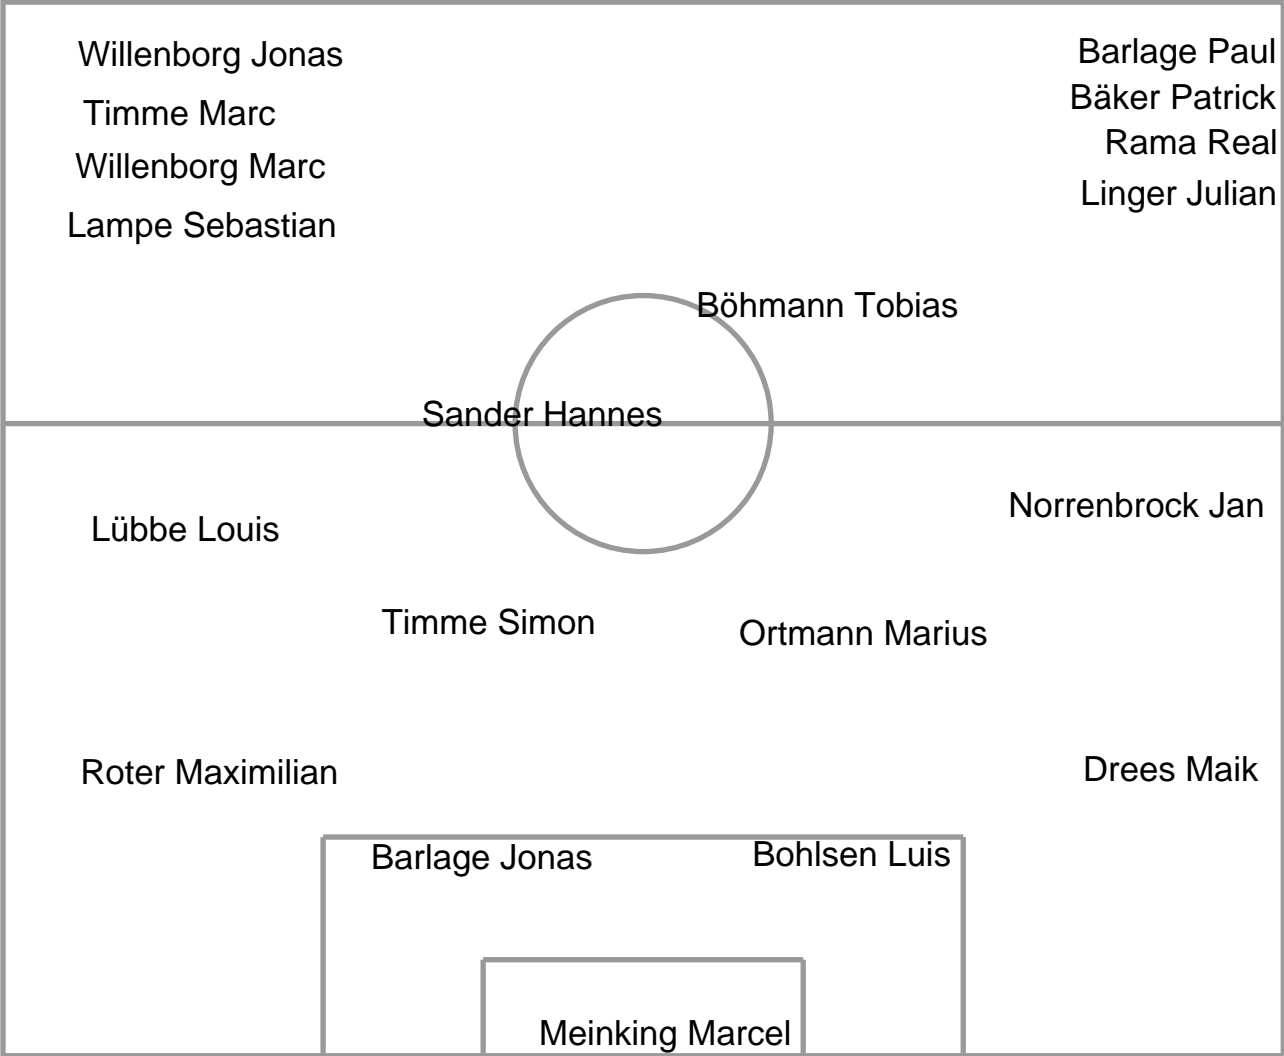 Willenborg Jonas
Barlage Paul
Timme Marc
Bäker Patrick
Willenborg Marc
Rama Real
Lampe Sebastian
Linger Julian
Böhmann Tobias
Sander Hannes
Lübbe Louis
Norrenbrock Jan
Timme Simon
Ortmann Marius
Roter Maximilian
Drees Maik
Barlage Jonas
Bohlsen Luis
Meinking Marcel